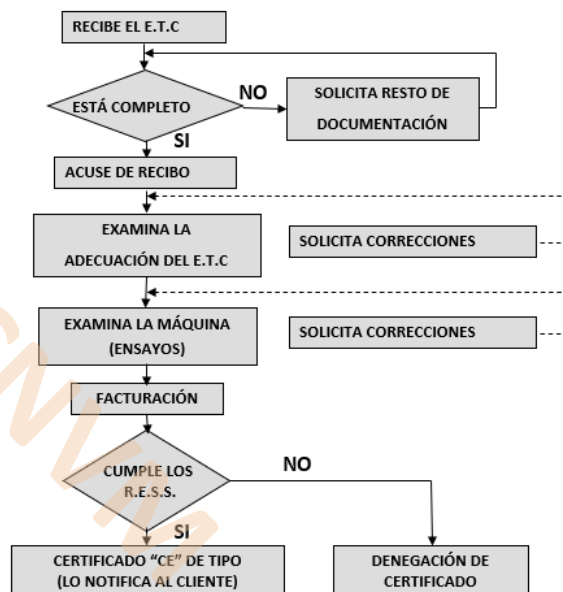 RECIBE EL E.T.C
ESTÁ COMPLETO
NO
SOLICITA RESTO DE
DOCUMENTACIÓN
SI
ACUSE DE RECIBO
EXAMINA LA
ADECUACIÓN DEL E.T.C
SOLICITA CORRECCIONES
EXAMINA LA MÁQUINA
(ENSAYOS)
SOLICITA CORRECCIONES
FACTURACIÓN
CUMPLE LOS
R.E.S.S.
NO
SI
CERTIFICADO “CE” DE TIPO
(LO NOTIFICA AL CLIENTE)
DENEGACIÓN DE
CERTIFICADO